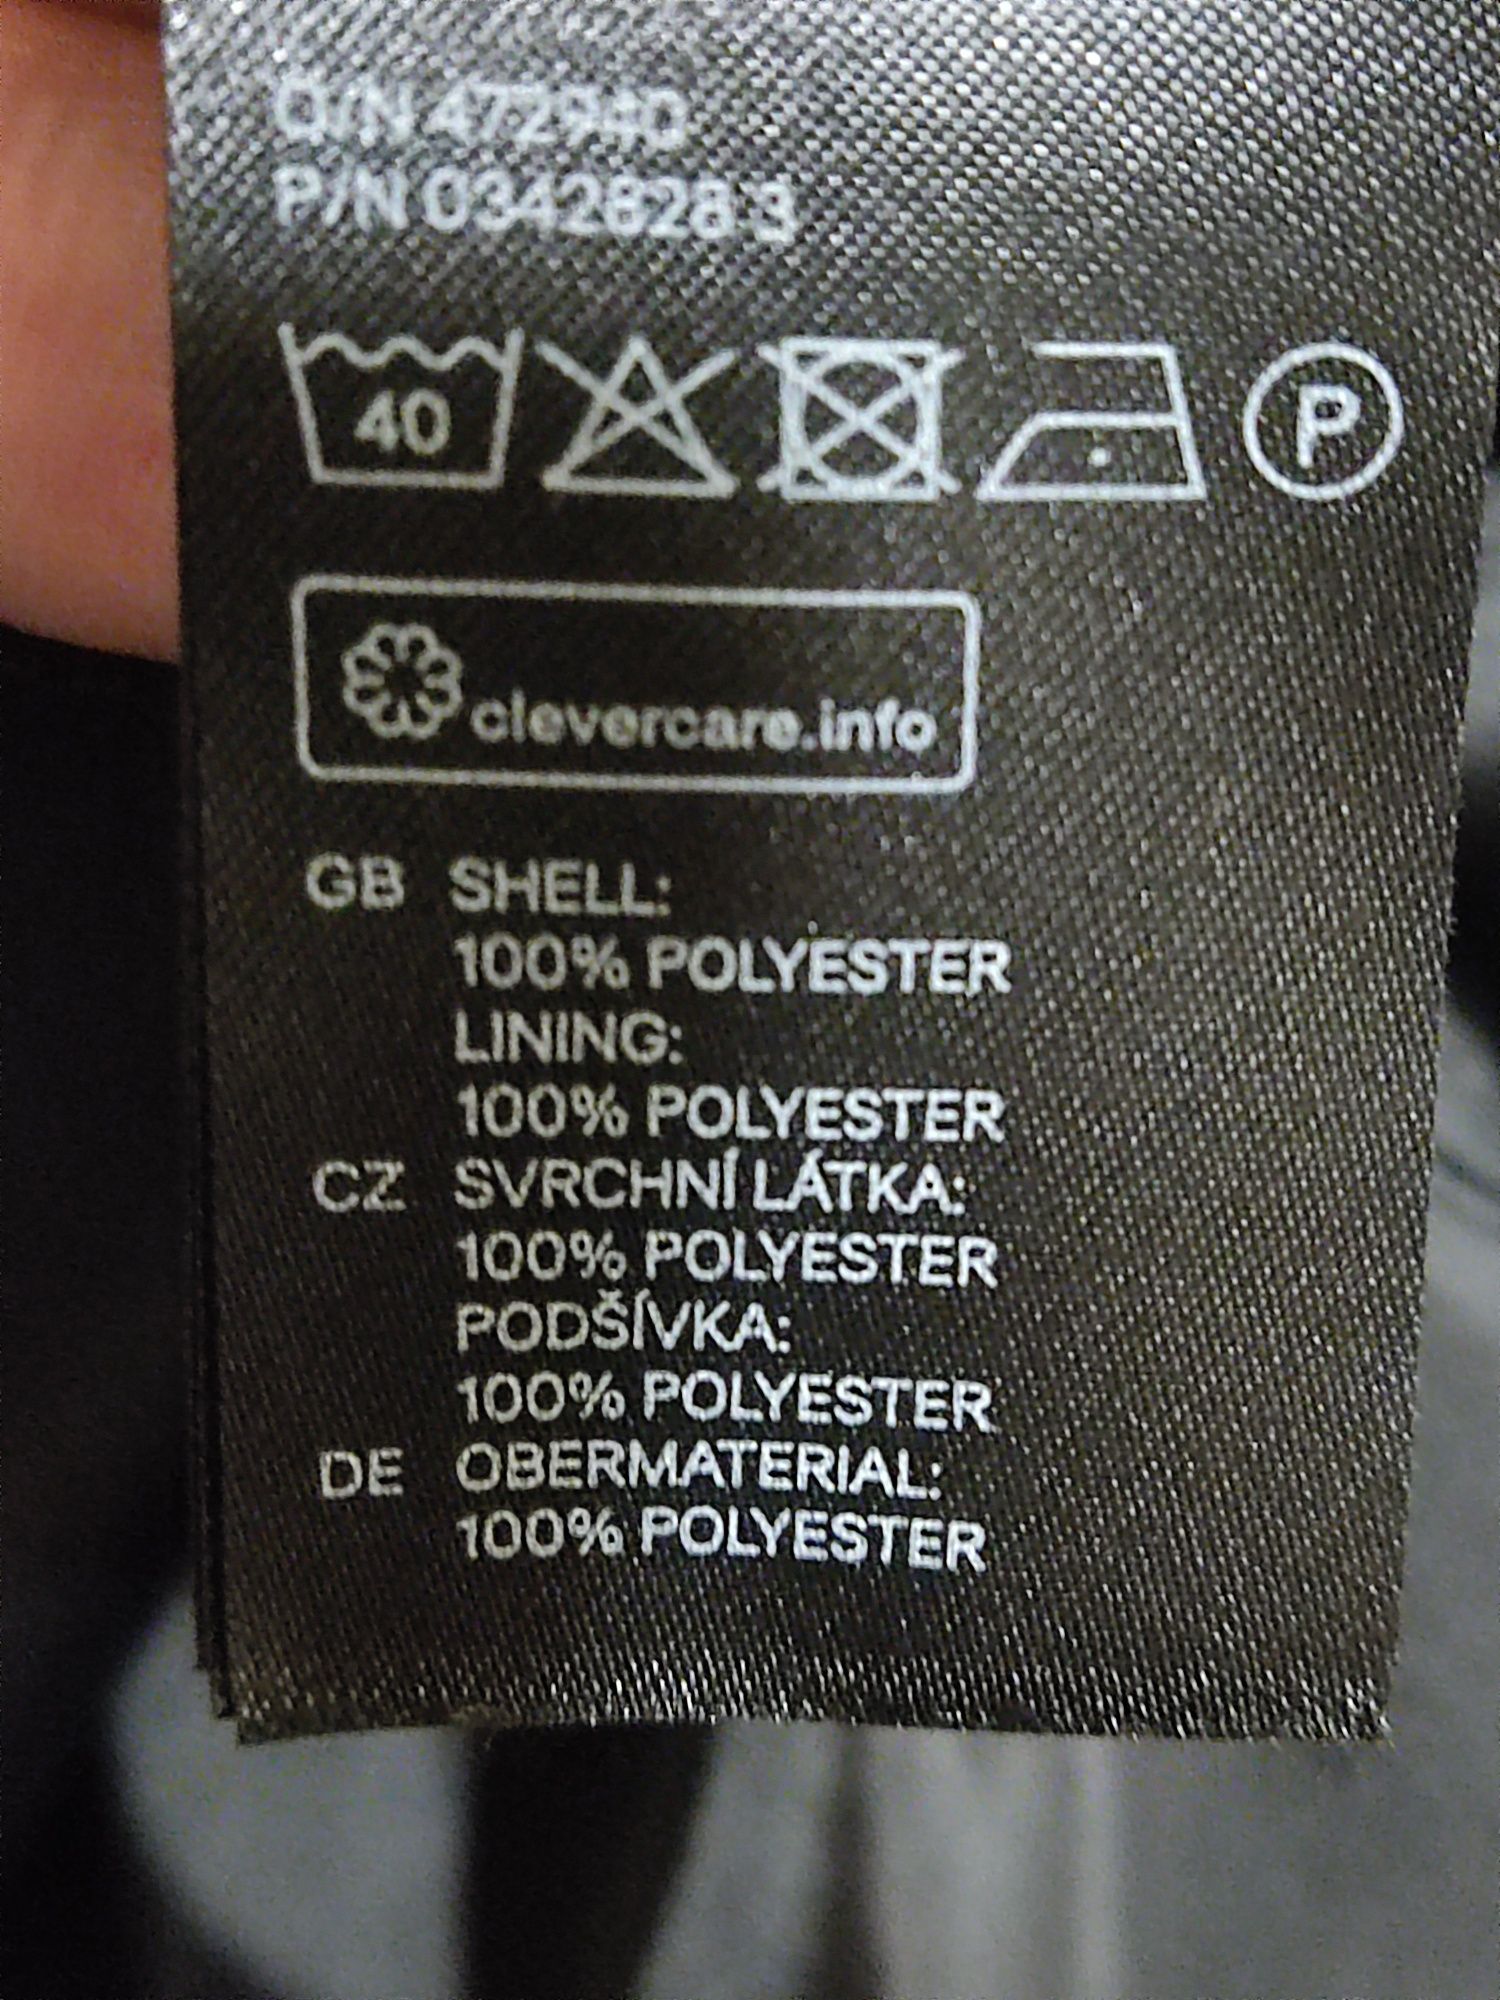 O/N 472940
P/N 0342828 3
40
P
clevercare.info
GB SHELL:
100% POLYESTER
LINING:
100% POLYESTER
CZ SVRCHNÍ LÁTKA:
100% POLYESTER
PODŠÍVKA:
100% POLYESTER
DE OBERMATERIAL:
100% POLYESTER